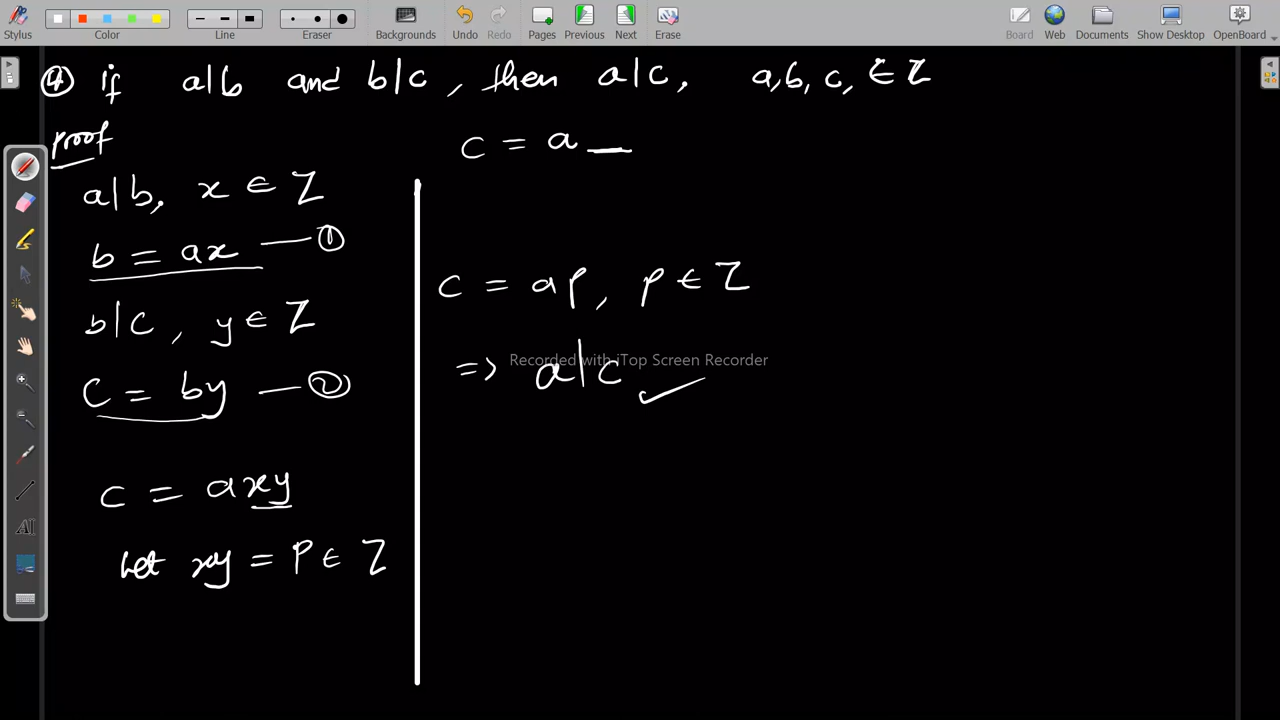 Stylus Color Line Eraser Backgrounds Undo Redo Pages Previous Next Erase Board Web Documents Show Desktop OpenBoard
④ if a|b and b|c, then a|c. a, b, c, ∈ Z
proof
a|b, x ∈ Z
b = ax — ①
b|c, y ∈ Z
c = by — ②
c = axy
Let xy = P ∈ Z
c = a __
c = ap, p ∈ Z
=> a|c ✓
Recorded with iTop Screen Recorder